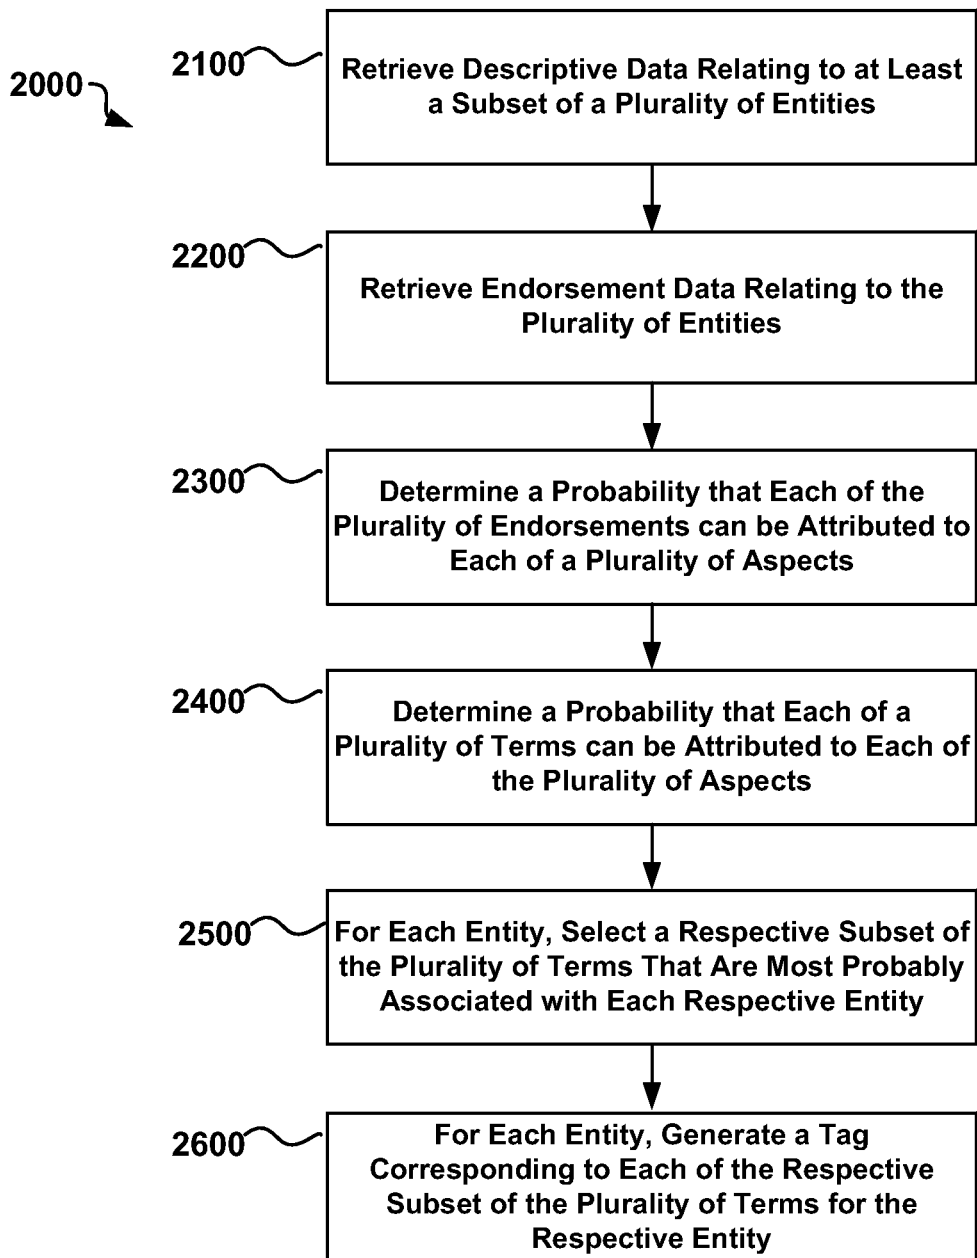 2000
2100
Retrieve Descriptive Data Relating to at Least
a Subset of a Plurality of Entities
2200
Retrieve Endorsement Data Relating to the
Plurality of Entities
2300
Determine a Probability that Each of the
Plurality of Endorsements can be Attributed to
Each of a Plurality of Aspects
2400
Determine a Probability that Each of a
Plurality of Terms can be Attributed to Each of
the Plurality of Aspects
2500
For Each Entity, Select a Respective Subset of
the Plurality of Terms That Are Most Probably
Associated with Each Respective Entity
2600
For Each Entity, Generate a Tag
Corresponding to Each of the Respective
Subset of the Plurality of Terms for the
Respective Entity